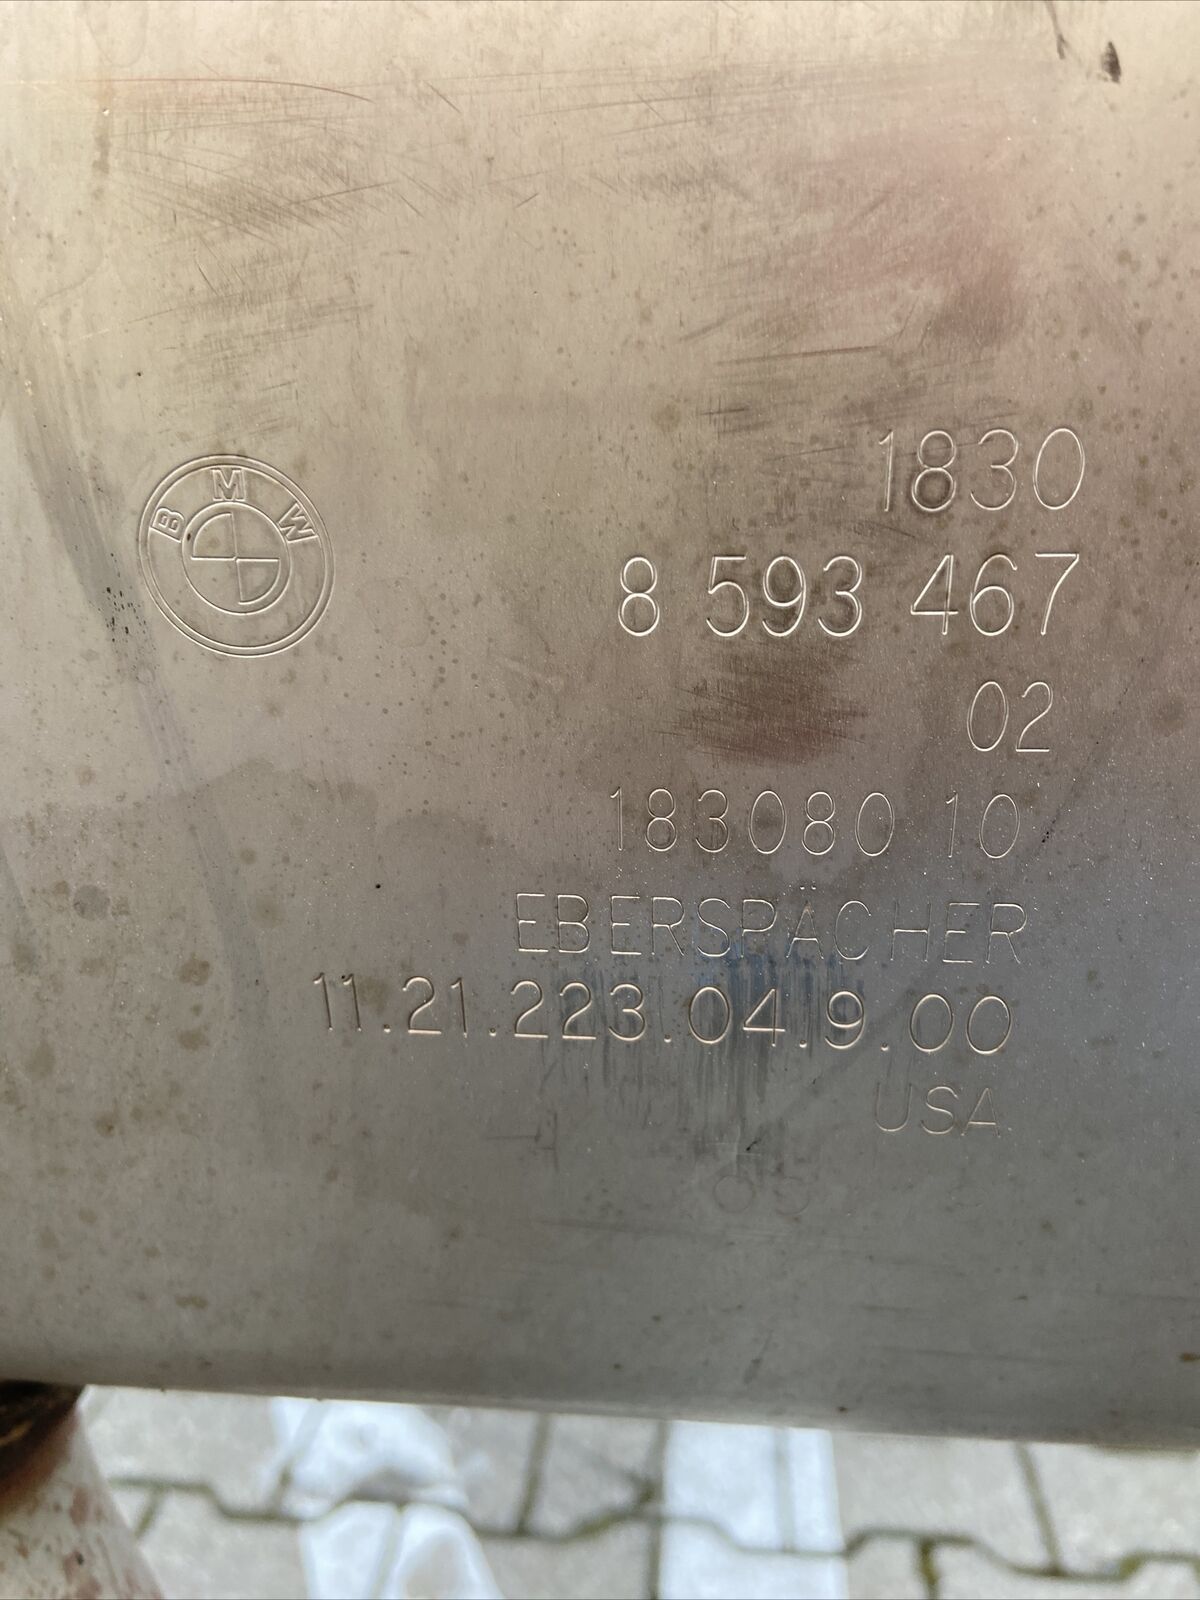 BMW
1830
8 593 467
02
183080 10
EBERSPÄCHER
11.21.223.04.9.00
USA